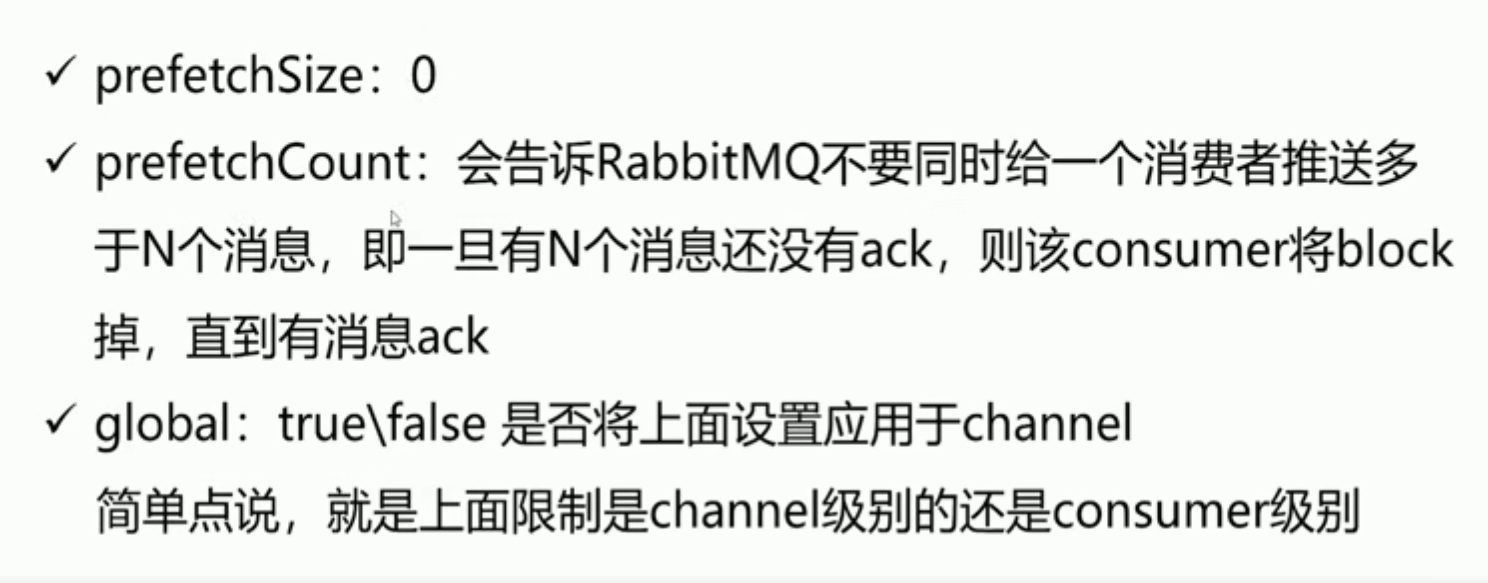 ✓ prefetchSize：0
✓ prefetchCount：会告诉RabbitMQ不要同时给一个消费者推送多
于N个消息，即一旦有N个消息还没有ack，则该consumer将block
掉，直到有消息ack
✓ global：true\false 是否将上面设置应用于channel
简单点说，就是上面限制是channel级别的还是consumer级别